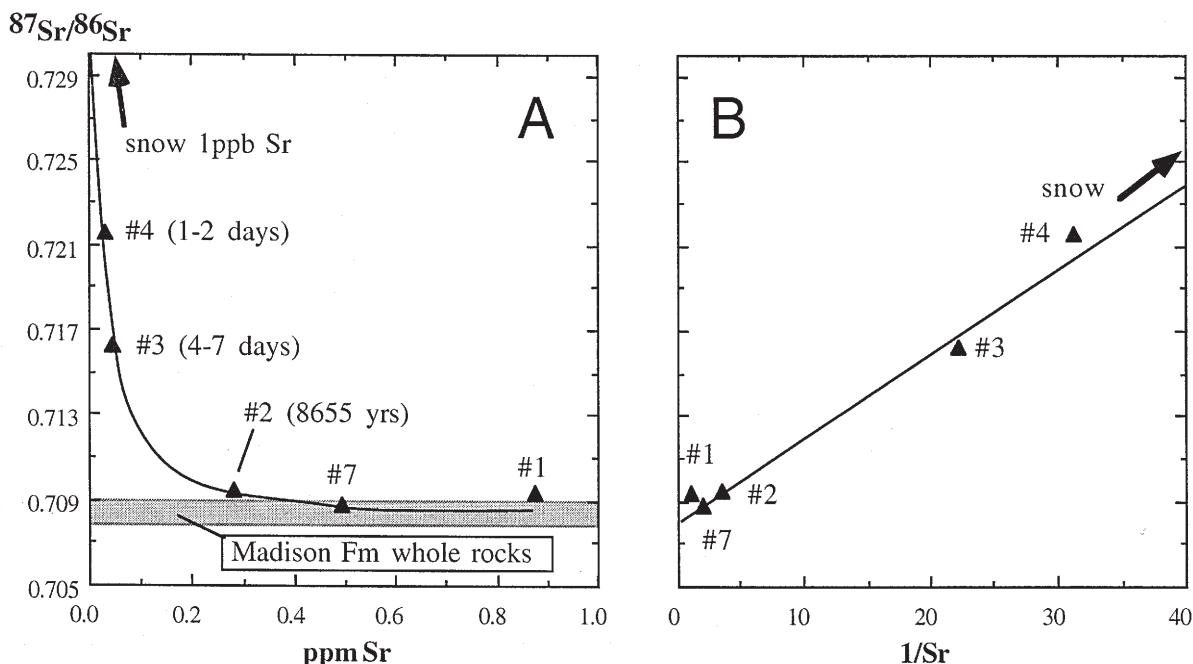 87Sr/86Sr
0.729
0.725
0.721
0.717
0.713
0.709
0.705
A
snow 1ppb Sr
#4 (1-2 days)
#3 (4-7 days)
#2 (8655 yrs)
#7
#1
Madison Fm whole rocks
0.0 0.2 0.4 0.6 0.8 1.0
ppm Sr
B
snow
#4
#3
#1
#2
#7
0 10 20 30 40
1/Sr